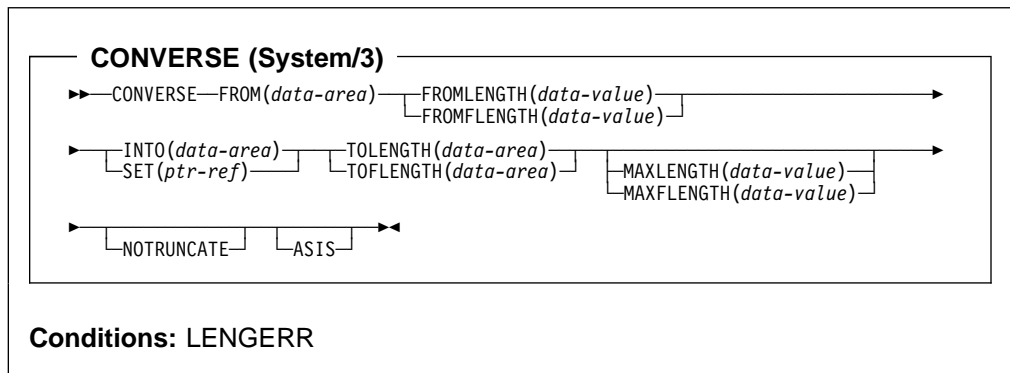 CONVERSE (System/3)
CONVERSE FROM(data-area) FROMLENGTH(data-value)
FROMFLENGTH(data-value)
INTO(data-area) TOLENGTH(data-area)
SET(ptr-ref) TOFLENGTH(data-area) MAXLENGTH(data-value)
MAXFLENGTH(data-value)
NOTRUNCATE ASIS
Conditions: LENGERR